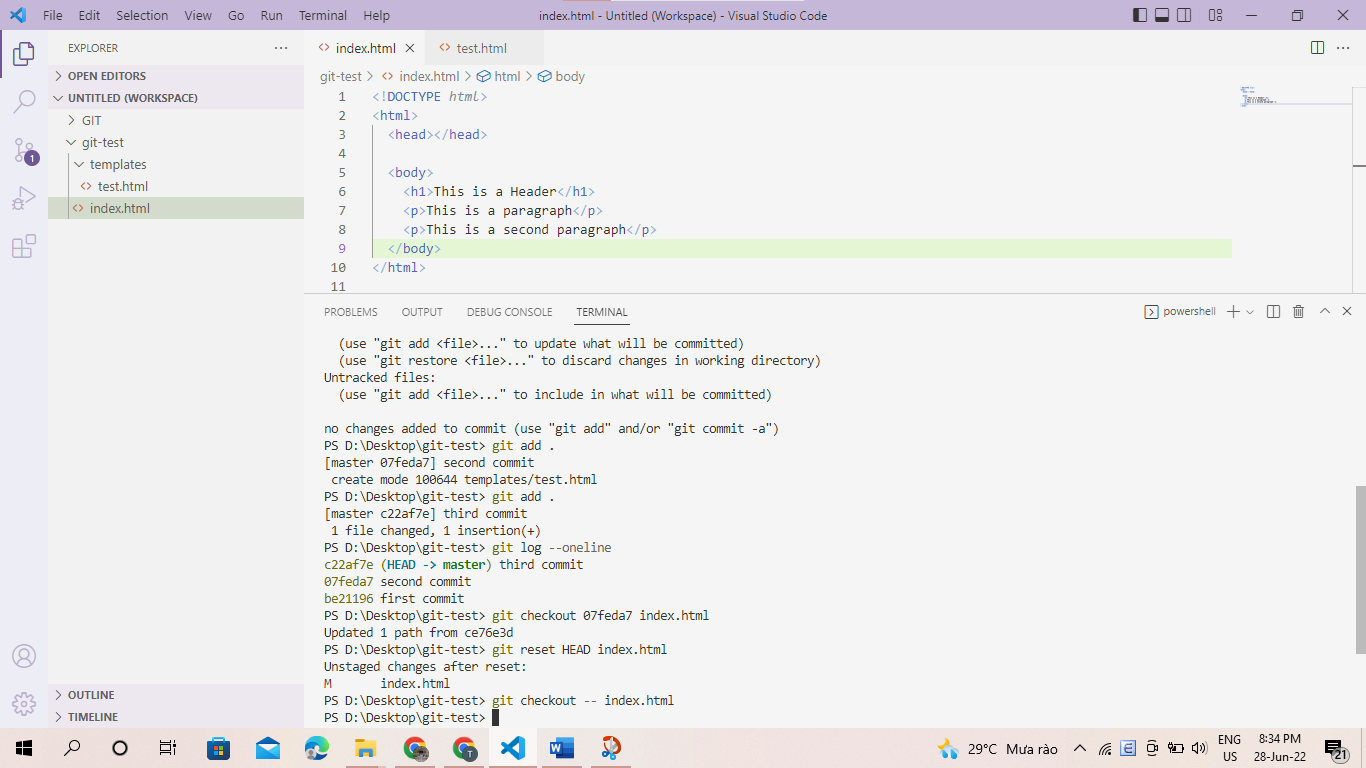 File Edit Selection View Go Run Terminal Help index.html - Untitled (Workspace) - Visual Studio Code
EXPLORER
OPEN EDITORS
UNTITLED (WORKSPACE)
GIT
git-test
templates
test.html
index.html
1
OUTLINE
TIMELINE
index.html test.html
git-test > index.html > html > body
1 <!DOCTYPE html>
2 <html>
3 <head></head>
4
5 <body>
6 <h1>This is a Header</h1>
7 <p>This is a paragraph</p>
8 <p>This is a second paragraph</p>
9 </body>
10 </html>
11
PROBLEMS OUTPUT DEBUG CONSOLE TERMINAL powershell
(use "git add <file>..." to update what will be committed)
(use "git restore <file>..." to discard changes in working directory)
Untracked files:
(use "git add <file>..." to include in what will be committed)
no changes added to commit (use "git add" and/or "git commit -a")
PS D:\Desktop\git-test> git add .
[master 07feda7] second commit
create mode 100644 templates/test.html
PS D:\Desktop\git-test> git add .
[master c22af7e] third commit
1 file changed, 1 insertion(+)
PS D:\Desktop\git-test> git log --oneline
c22af7e (HEAD -> master) third commit
07feda7 second commit
be21196 first commit
PS D:\Desktop\git-test> git checkout 07feda7 index.html
Updated 1 path from ce76e3d
PS D:\Desktop\git-test> git reset HEAD index.html
Unstaged changes after reset:
M index.html
PS D:\Desktop\git-test> git checkout -- index.html
PS D:\Desktop\git-test>
29°C Mưa rào
ENG
US
8:34 PM
28-Jun-22
21